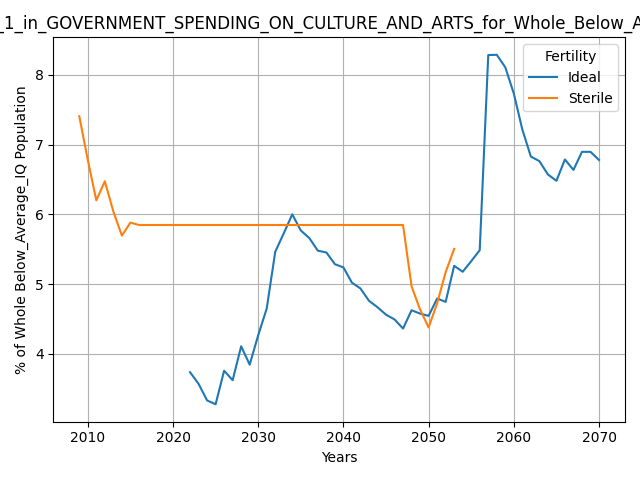 _1_in_GOVERNMENT_SPENDING_ON_CULTURE_AND_ARTS_for_Whole_Below_A
Fertility
Ideal
Sterile
% of Whole Below_Average_IQ Population
8
7
6
5
4
2010 2020 2030 2040 2050 2060 2070
Years